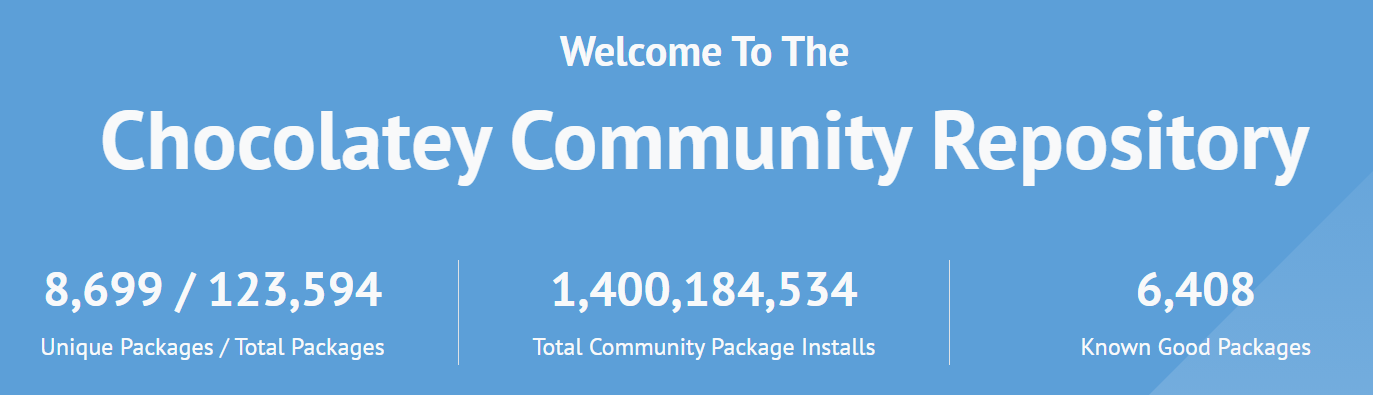 Welcome To The
Chocolatey Community Repository
8,699 / 123,594
Unique Packages / Total Packages
1,400,184,534
Total Community Package Installs
6,408
Known Good Packages